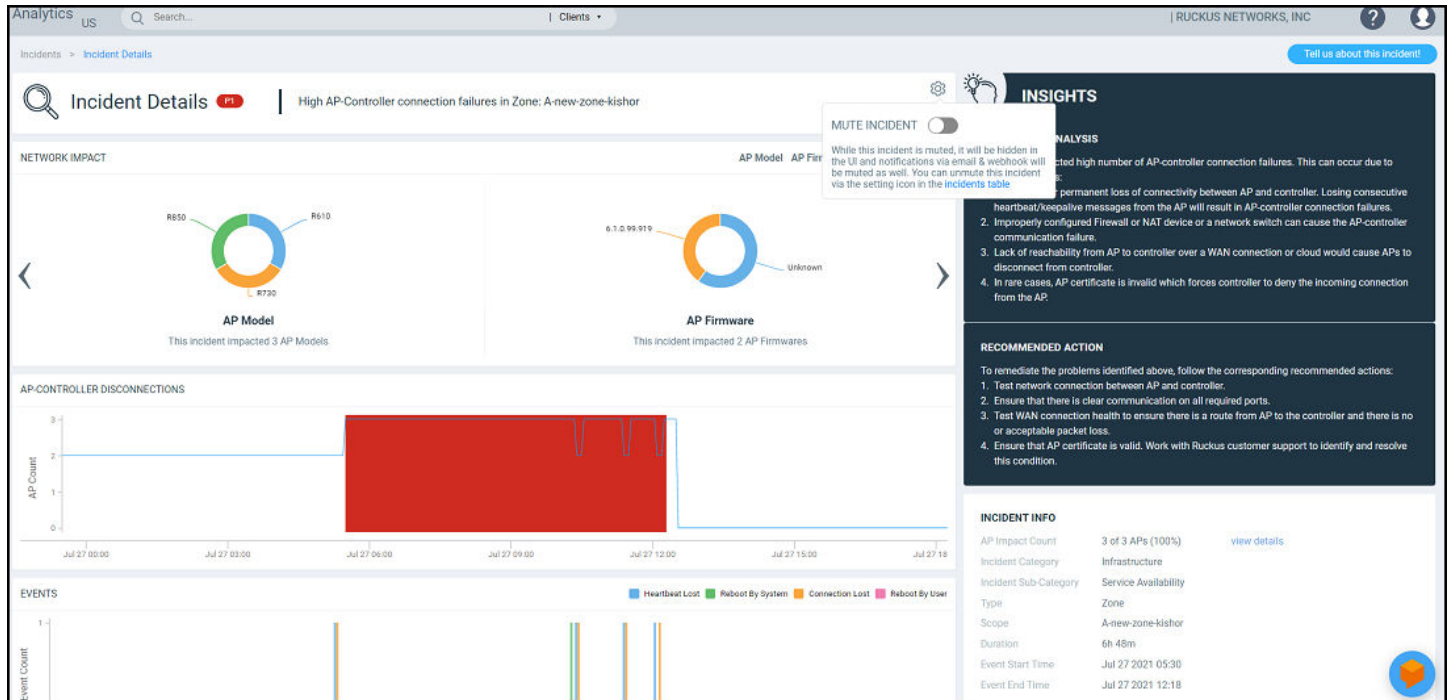 Analytics US
Search...
| Clients
| RUCKUS NETWORKS, INC
?
Incidents > Incident Details
Tell us about this incident!
Incident Details P1
High AP-Controller connection failures in Zone: A-new-zone-kishor
MUTE INCIDENT
While this incident is muted, it will be hidden in
the UI and notifications via email & webhook will
be muted as well. You can unmute this incident
via the setting icon in the incidents table
NETWORK IMPACT
AP Model AP Fir
R850
R610
R730
AP Model
This incident impacted 3 AP Models
6.1.0.99.919
Unknown
AP Firmware
This incident impacted 2 AP Firmwares
AP-CONTROLLER DISCONNECTIONS
AP Count
3
2
1
0
Jul 27 00:00
Jul 27 03:00
Jul 27 06:00
Jul 27 09:00
Jul 27 12:00
Jul 27 15:00
Jul 27 18
EVENTS
Heartbeat Lost
Reboot By System
Connection Lost
Reboot By User
Event Count
1
INSIGHTS
NALYSIS
cted high number of AP-controller connection failures. This can occur due to
s:
permanent loss of connectivity between AP and controller. Losing consecutive
heartbeat/keepalive messages from the AP will result in AP-controller connection failures.
2. Improperly configured Firewall or NAT device or a network switch can cause the AP-controller
communication failure.
3. Lack of reachability from AP to controller over a WAN connection or cloud would cause APs to
disconnect from controller.
4. In rare cases, AP certificate is invalid which forces controller to deny the incoming connection
from the AP.
RECOMMENDED ACTION
To remediate the problems identified above, follow the corresponding recommended actions:
1. Test network connection between AP and controller.
2. Ensure that there is clear communication on all required ports.
3. Test WAN connection health to ensure there is a route from AP to the controller and there is no
or acceptable packet loss.
4. Ensure that AP certificate is valid. Work with Ruckus customer support to identify and resolve
this condition.
INCIDENT INFO
AP Impact Count 3 of 3 APs (100%) view details
Incident Category Infrastructure
Incident Sub-Category Service Availability
Type Zone
Scope A-new-zone-kishor
Duration 6h 48m
Event Start Time Jul 27 2021 05:30
Event End Time Jul 27 2021 12:18